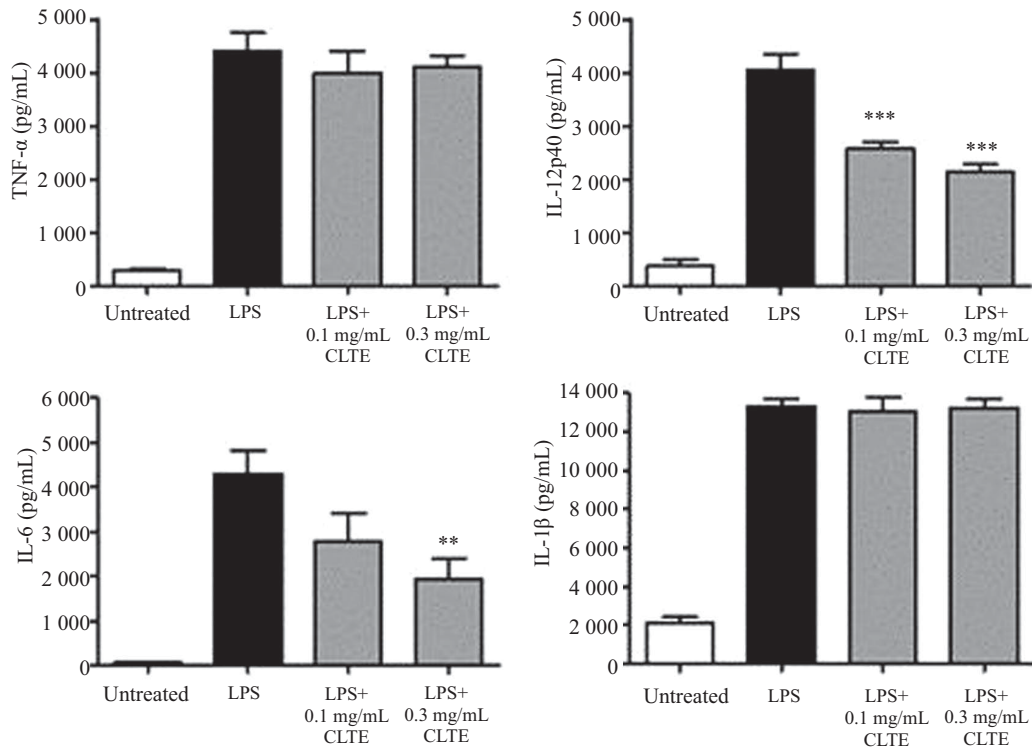 TNF-α (pg/mL)
5 000
4 000
3 000
2 000
1 000
0
Untreated
LPS
LPS+
0.1 mg/mL
CLTE
LPS+
0.3 mg/mL
CLTE
IL-12p40 (pg/mL)
5 000
4 000
3 000
2 000
1 000
0
***
***
Untreated
LPS
LPS+
0.1 mg/mL
CLTE
LPS+
0.3 mg/mL
CLTE
IL-6 (pg/mL)
6 000
5 000
4 000
3 000
2 000
1 000
0
**
Untreated
LPS
LPS+
0.1 mg/mL
CLTE
LPS+
0.3 mg/mL
CLTE
IL-1β (pg/mL)
14 000
12 000
10 000
8 000
6 000
4 000
2 000
0
Untreated
LPS
LPS+
0.1 mg/mL
CLTE
LPS+
0.3 mg/mL
CLTE